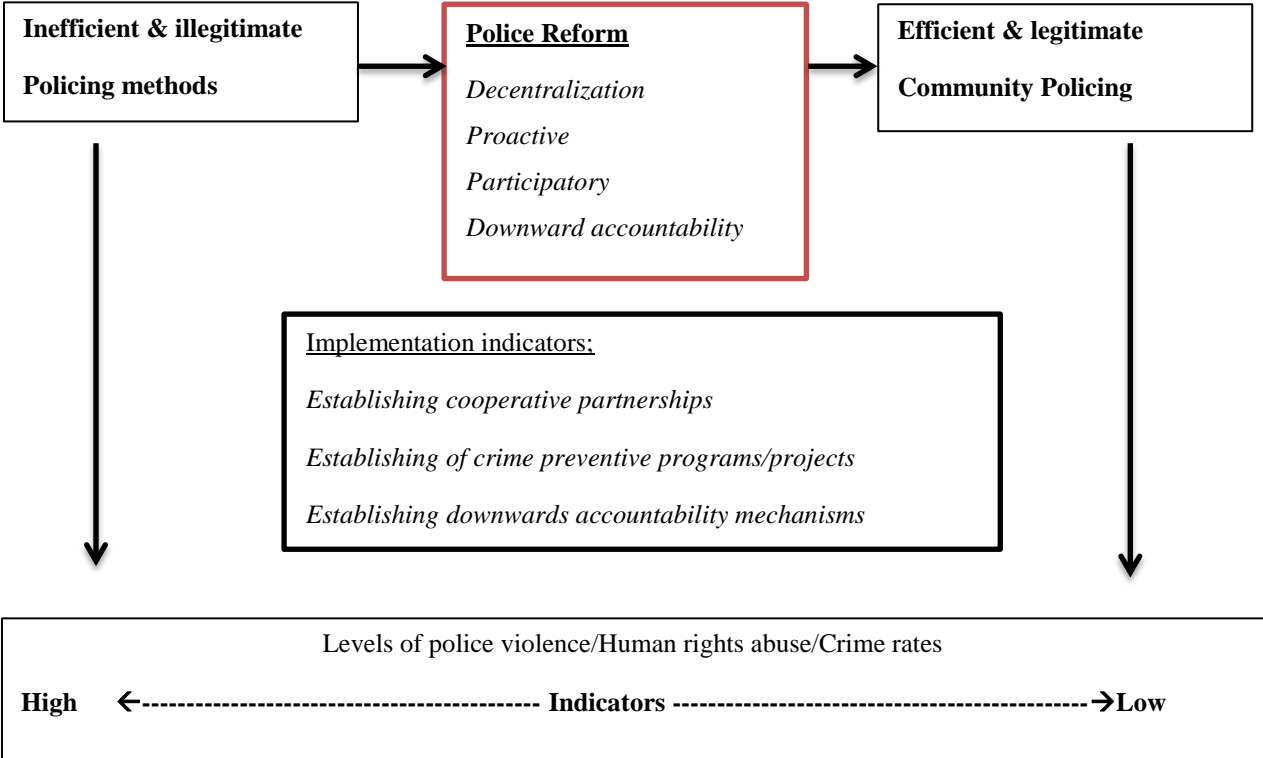 Inefficient & illegitimate
Policing methods
Police Reform
Decentralization
Proactive
Participatory
Downward accountability
Efficient & legitimate
Community Policing
Implementation indicators;
Establishing cooperative partnerships
Establishing of crime preventive programs/projects
Establishing downwards accountability mechanisms
Levels of police violence/Human rights abuse/Crime rates
High ←--------------------------------------------- Indicators -----------------------------------------------→Low